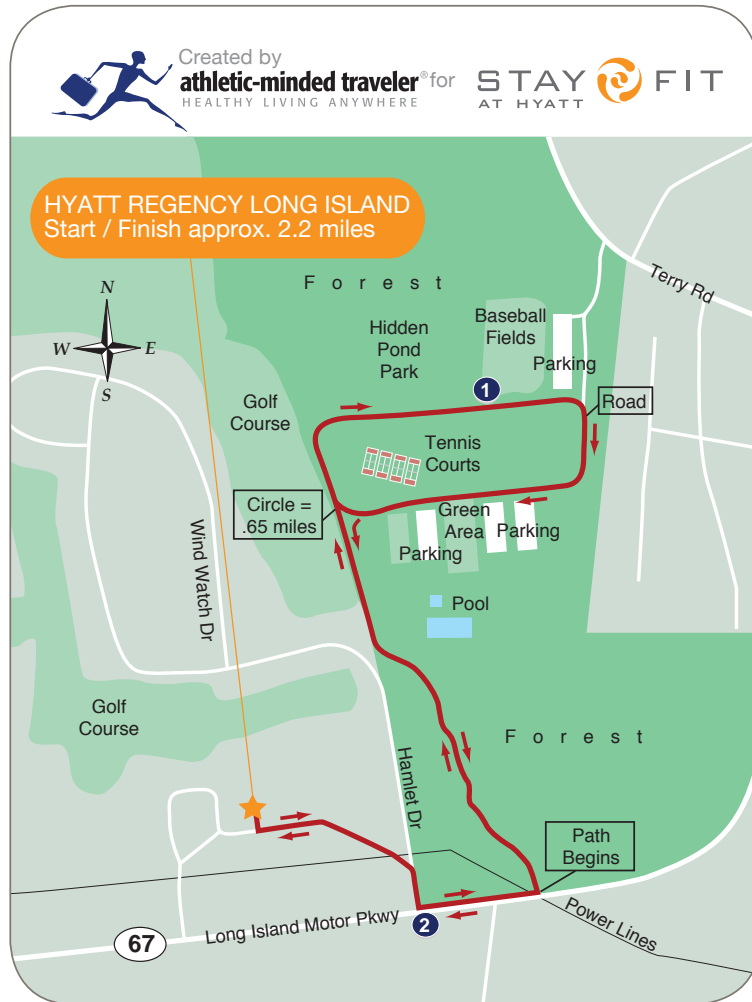 Created by
athletic-minded traveler® for
HEALTHY LIVING ANYWHERE
STAY FIT
AT HYATT
HYATT REGENCY LONG ISLAND
Start / Finish approx. 2.2 miles
Forest
Terry Rd
N
W E
S
Hidden
Pond
Park
Baseball
Fields
Parking
1
Road
Golf
Course
Tennis
Courts
Circle =
.65 miles
Green
Area
Parking
Parking
Wind Watch Dr
Pool
Golf
Course
Forest
Hamlet Dr
Path
Begins
2
Long Island Motor Pkwy
67
Power Lines